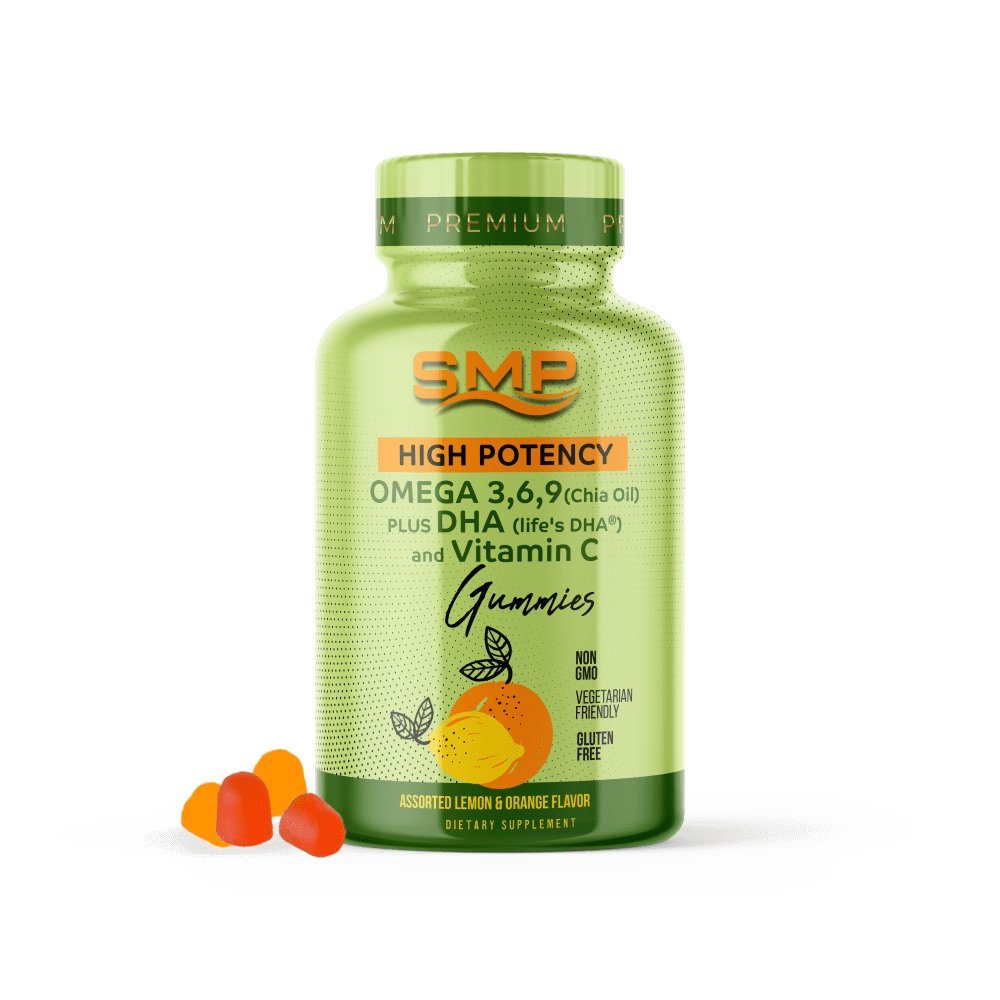 M PREMIUM PR
SMP
HIGH POTENCY
OMEGA 3,6,9 (Chia Oil)
PLUS DHA (life's DHA®)
and Vitamin C
Gummies
NON
GMO
VEGETARIAN
FRIENDLY
GLUTEN
FREE
ASSORTED LEMON & ORANGE FLAVOR
DIETARY SUPPLEMENT